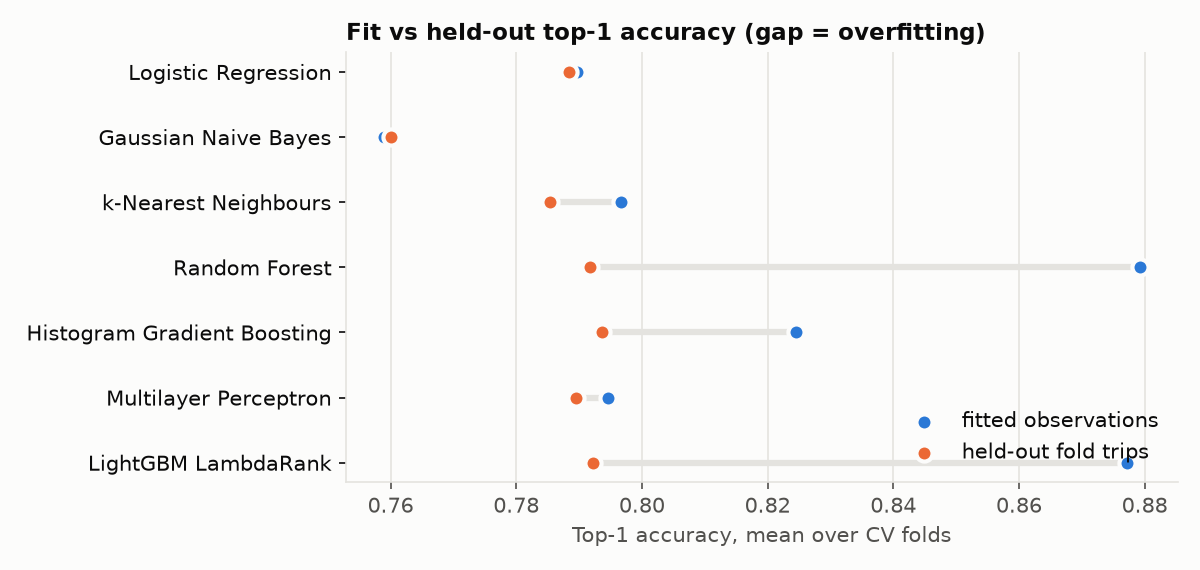 Fit vs held-out top-1 accuracy (gap = overfitting)
Logistic Regression
Gaussian Naive Bayes
k-Nearest Neighbours
Random Forest
Histogram Gradient Boosting
Multilayer Perceptron
LightGBM LambdaRank
fitted observations
held-out fold trips
0.76 0.78 0.80 0.82 0.84 0.86 0.88
Top-1 accuracy, mean over CV folds